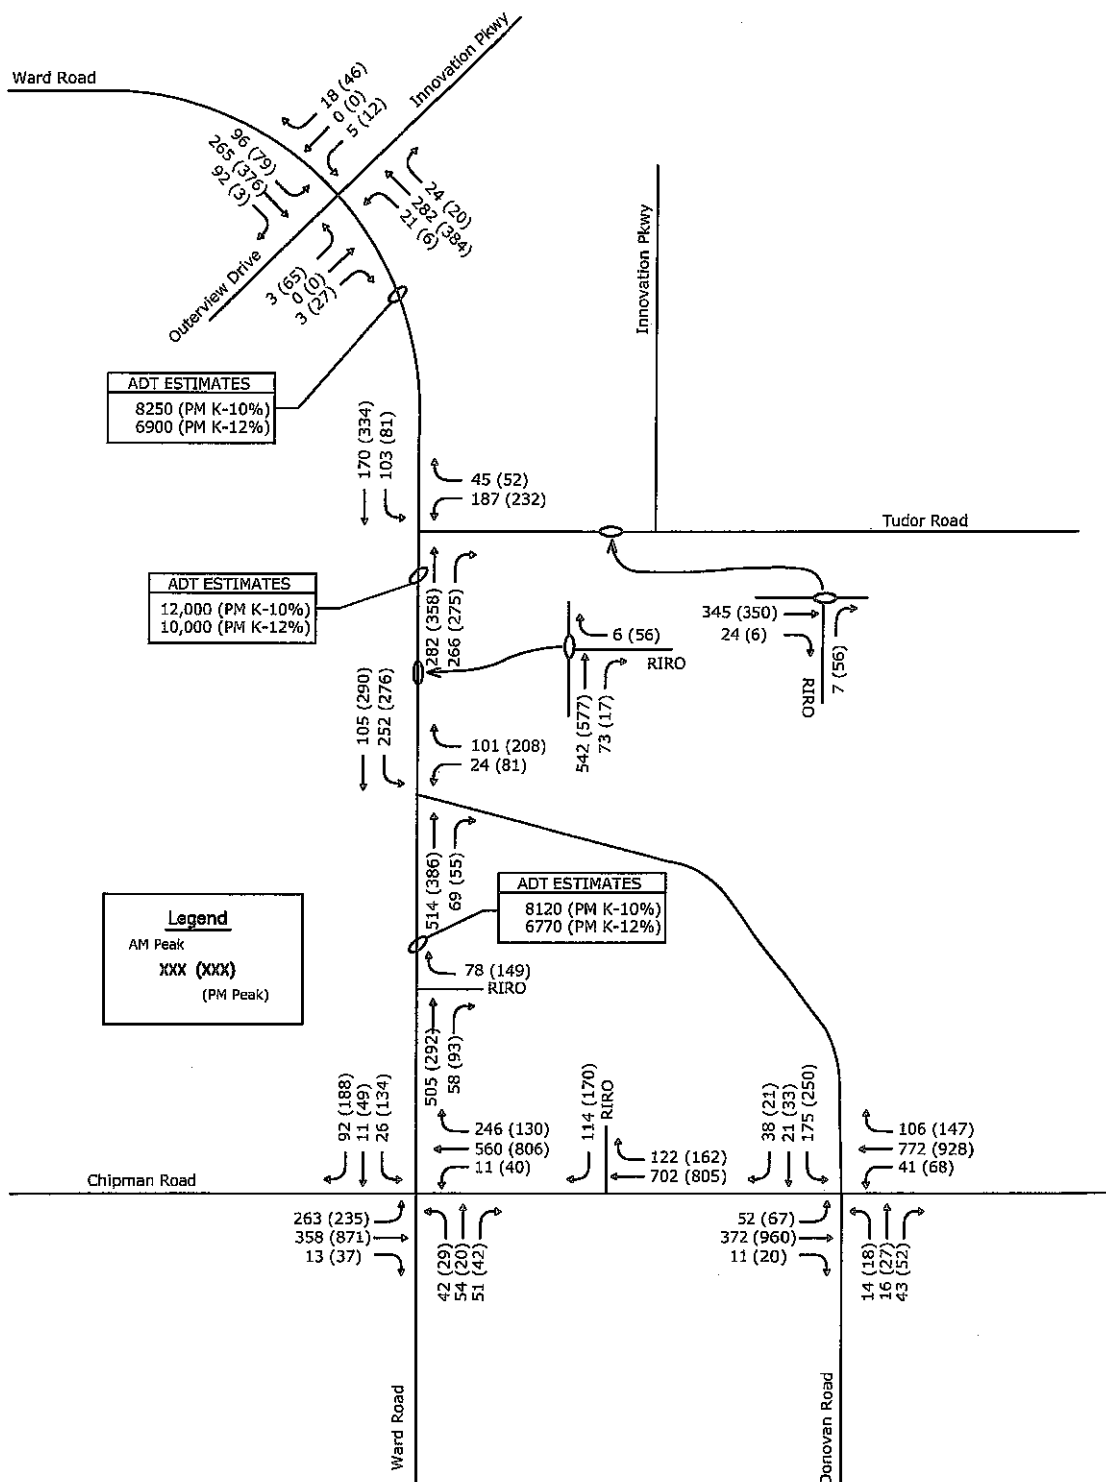 Ward Road
Innovation Pkwy
18 (46)
0 (0)
5 (12)
96 (79)
265 (376)
92 (3)
24 (20)
282 (384)
21 (6)
3 (65)
0 (0)
3 (27)
Outerview Drive
Innovation Pkwy
ADT ESTIMATES
8250 (PM K-10%)
6900 (PM K-12%)
170 (334)
103 (81)
45 (52)
187 (232)
Tudor Road
ADT ESTIMATES
12,000 (PM K-10%)
10,000 (PM K-12%)
282 (358)
266 (275)
345 (350)
24 (6)
7 (56)
RIRO
6 (56)
RIRO
542 (577)
73 (17)
105 (290)
252 (276)
101 (208)
24 (81)
514 (386)
69 (55)
ADT ESTIMATES
8120 (PM K-10%)
6770 (PM K-12%)
Legend
AM Peak
XXX (XXX)
(PM Peak)
78 (149)
RIRO
505 (292)
58 (93)
92 (188)
11 (49)
26 (134)
246 (130)
560 (806)
11 (40)
114 (170)
RIRO
122 (162)
702 (805)
38 (21)
21 (33)
175 (250)
106 (147)
772 (928)
41 (68)
Chipman Road
263 (235)
358 (871)
13 (37)
42 (29)
54 (20)
51 (42)
52 (67)
372 (960)
11 (20)
14 (18)
16 (27)
43 (52)
Ward Road
Donovan Road